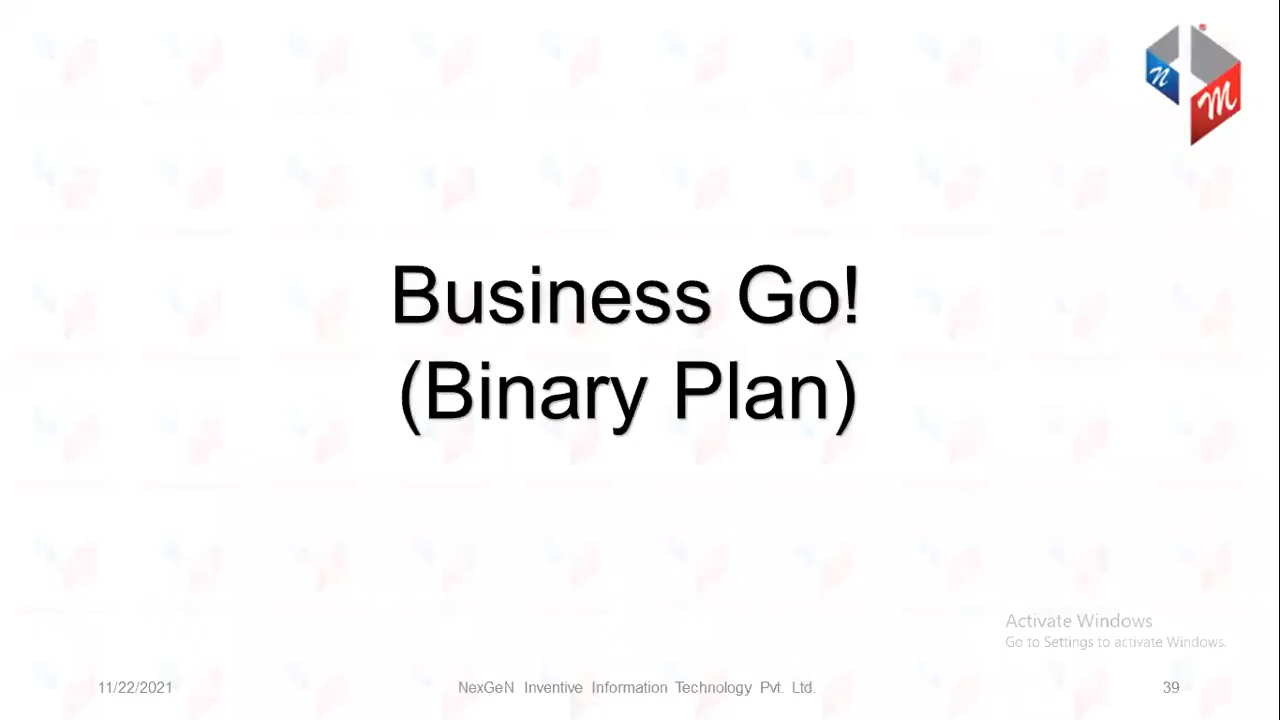 n
M
Business Go!
(Binary Plan)
Activate Windows
Go to Settings to activate Windows.
11/22/2021
NexGeN Inventive Information Technology Pvt. Ltd.
39